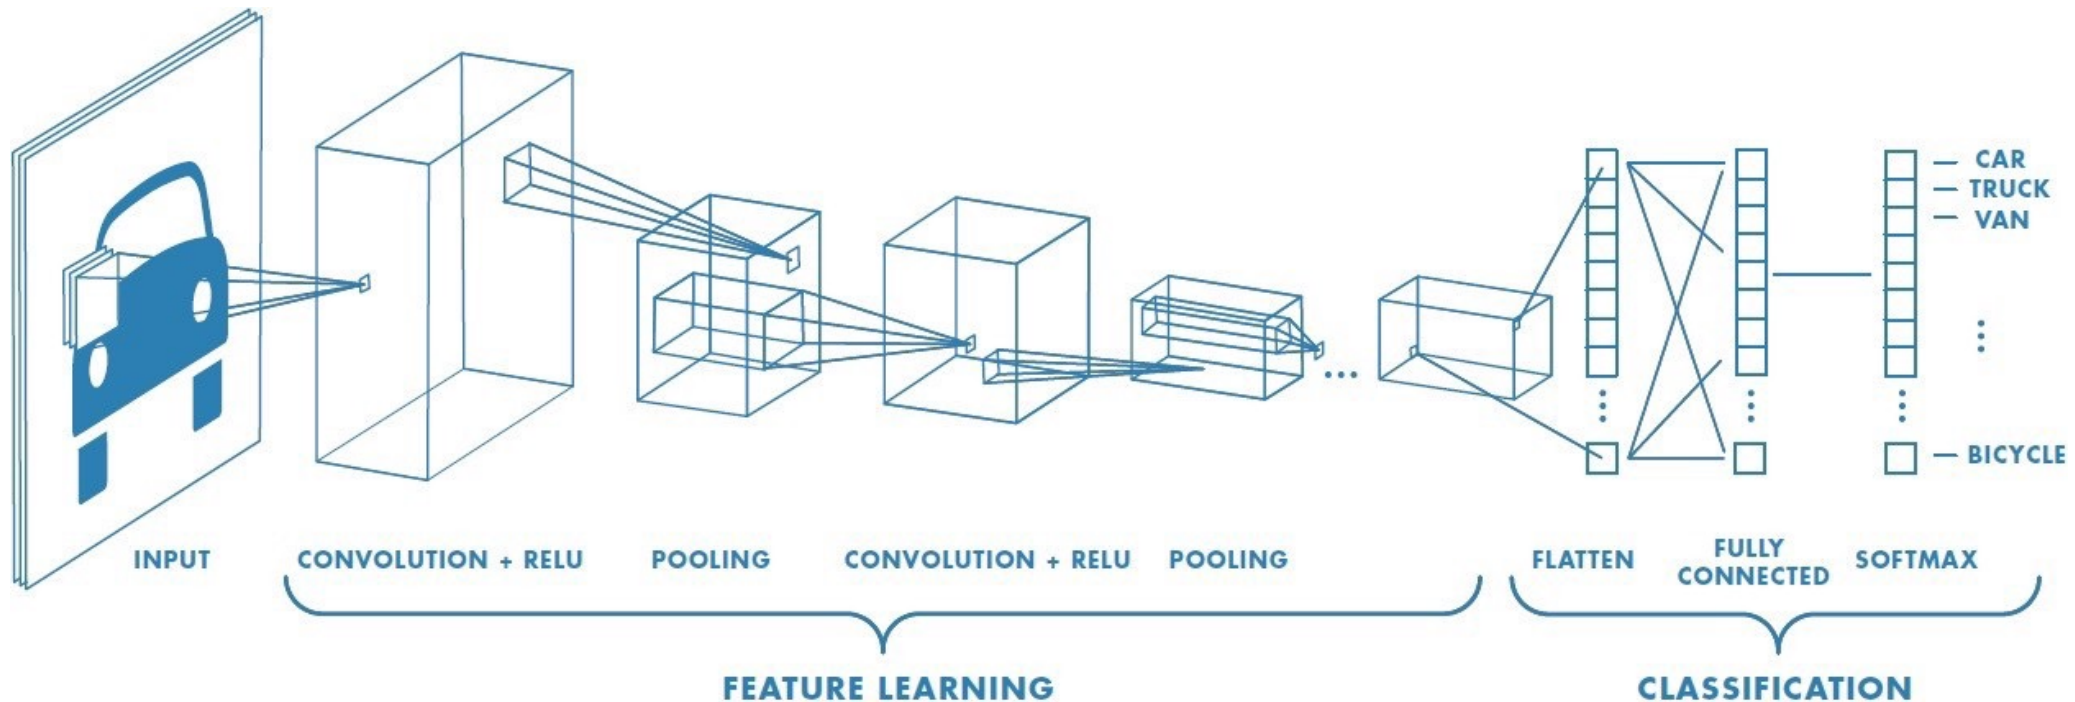 CAR
TRUCK
VAN
BICYCLE
INPUT
CONVOLUTION + RELU
POOLING
CONVOLUTION + RELU
POOLING
FLATTEN
FULLY
CONNECTED
SOFTMAX
FEATURE LEARNING
CLASSIFICATION